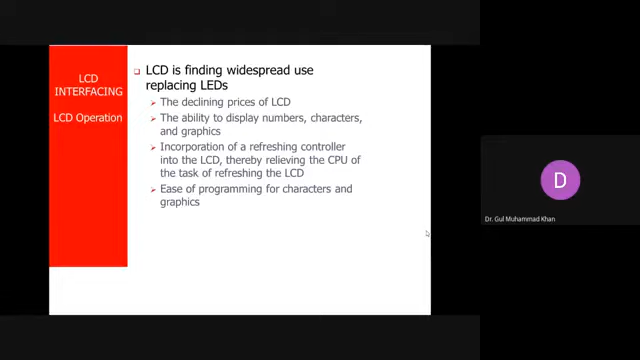 LCD
INTERFACING
LCD Operation
LCD is finding widespread use
replacing LEDs
The declining prices of LCD
The ability to display numbers, characters,
and graphics
Incorporation of a refreshing controller
into the LCD, thereby relieving the CPU of
the task of refreshing the LCD
Ease of programming for characters and
graphics
D
Dr. Gul Muhammad Khan